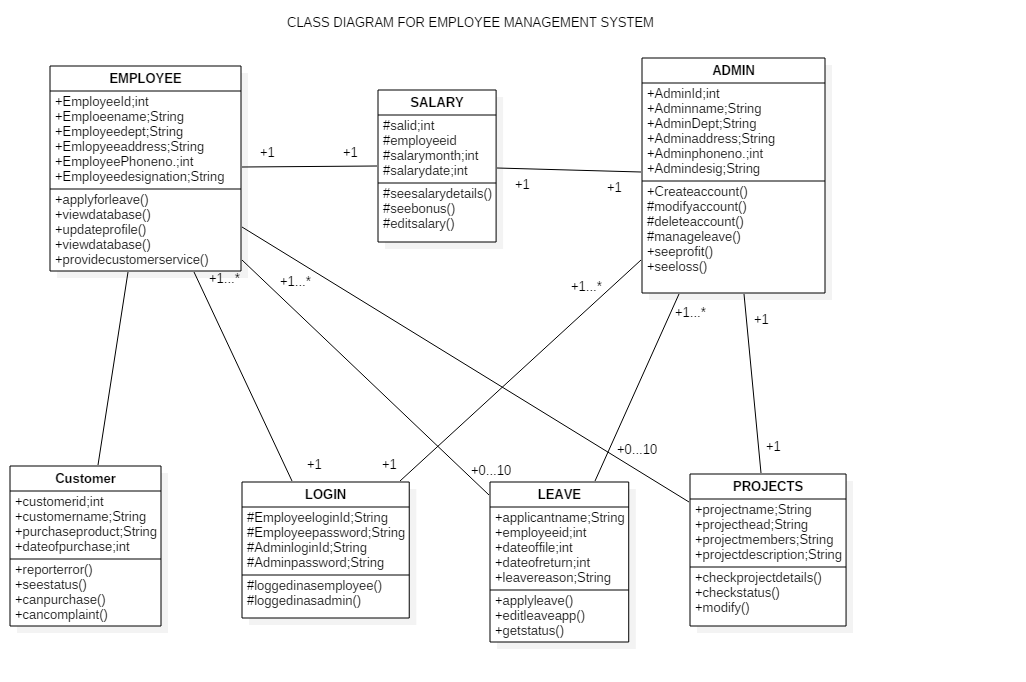 CLASS DIAGRAM FOR EMPLOYEE MANAGEMENT SYSTEM
EMPLOYEE
+EmployeeId;int
+Emploeename;String
+Employeedept;String
+Emlopyeeaddress;String
+EmployeePhoneno.;int
+Employeedesignation;String
+applyforleave()
+viewdatabase()
+updateprofile()
+viewdatabase()
+providecustomerservice()
+1
+1
SALARY
#salid;int
#employeeid
#salarymonth;int
#salarydate;int
#seesalarydetails()
#seebonus()
#editsalary()
+1
+1
ADMIN
+AdminId;int
+Adminname;String
+AdminDept;String
+Adminaddress;String
+Adminphoneno.;int
+Admindesig;String
+Createaccount()
#modifyaccount()
#deleteaccount()
#manageleave()
+seeprofit()
+seeloss()
+1...*
+1...*
+1...*
+1...*
+1
+1
+1
+0...10
+0...10
+1
Customer
+customerid;int
+customername;String
+purchaseproduct;String
+dateofpurchase;int
+reporterror()
+seestatus()
+canpurchase()
+cancomplaint()
LOGIN
#EmployeeloginId;String
#Employeepassword;String
#AdminloginId;String
#Adminpassword;String
#loggedinasemployee()
#loggedinasadmin()
LEAVE
+applicantname;String
+employeeid;int
+dateoffile;int
+dateofreturn;int
+leavereason;String
+applyleave()
+editleaveapp()
+getstatus()
PROJECTS
+projectname;String
+projecthead;String
+projectmembers;String
+projectdescription;String
+checkprojectdetails()
+checkstatus()
+modify()